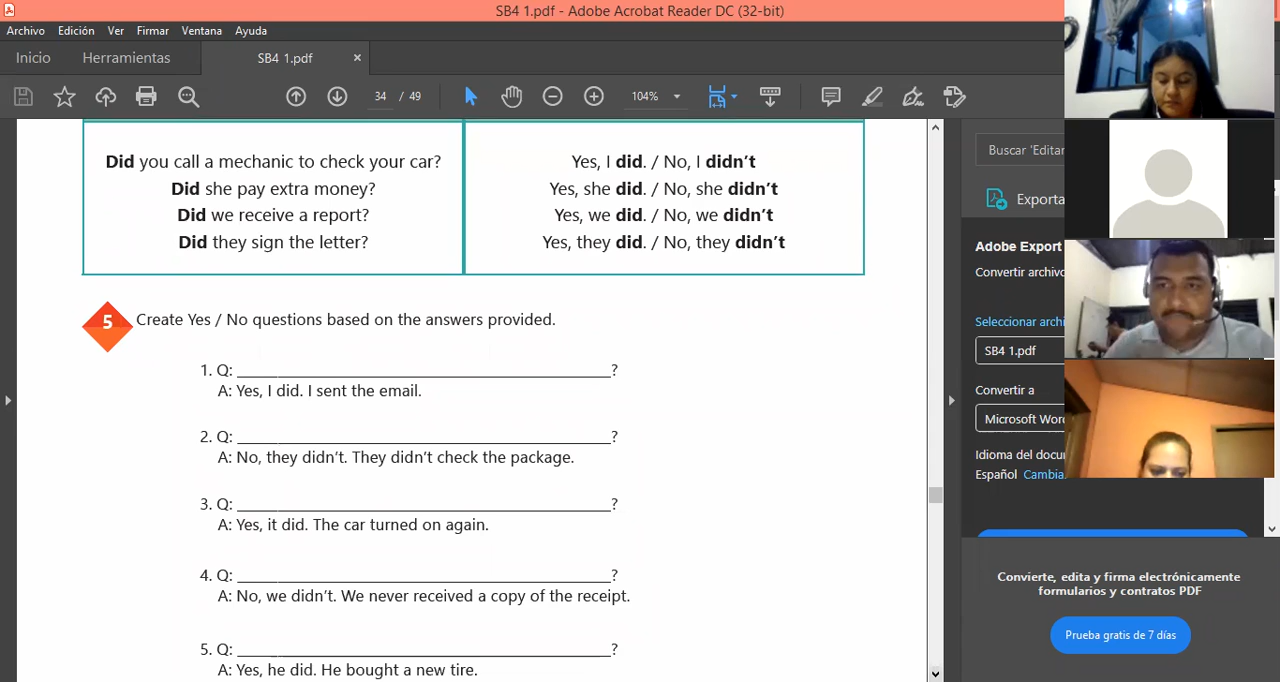 SB4 1.pdf - Adobe Acrobat Reader DC (32-bit)
Archivo Edición Ver Firmar Ventana Ayuda
Inicio Herramientas SB4 1.pdf ×
34 / 49 104%
Did you call a mechanic to check your car? Yes, I did. / No, I didn't
Did she pay extra money? Yes, she did. / No, she didn't
Did we receive a report? Yes, we did. / No, we didn't
Did they sign the letter? Yes, they did. / No, they didn't
5 Create Yes / No questions based on the answers provided.
1. Q: ______________________________________________?
A: Yes, I did. I sent the email.
2. Q: ______________________________________________?
A: No, they didn't. They didn't check the package.
3. Q: ______________________________________________?
A: Yes, it did. The car turned on again.
4. Q: ______________________________________________?
A: No, we didn't. We never received a copy of the receipt.
5. Q: ______________________________________________?
A: Yes, he did. He bought a new tire.
Buscar 'Editar
Exporta
Adobe Export
Convertir archivo
Seleccionar archi
SB4 1.pdf
Convertir a
Microsoft Word
Idioma del docu
Español Cambia
Convierte, edita y firma electrónicamente
formularios y contratos PDF
Prueba gratis de 7 días